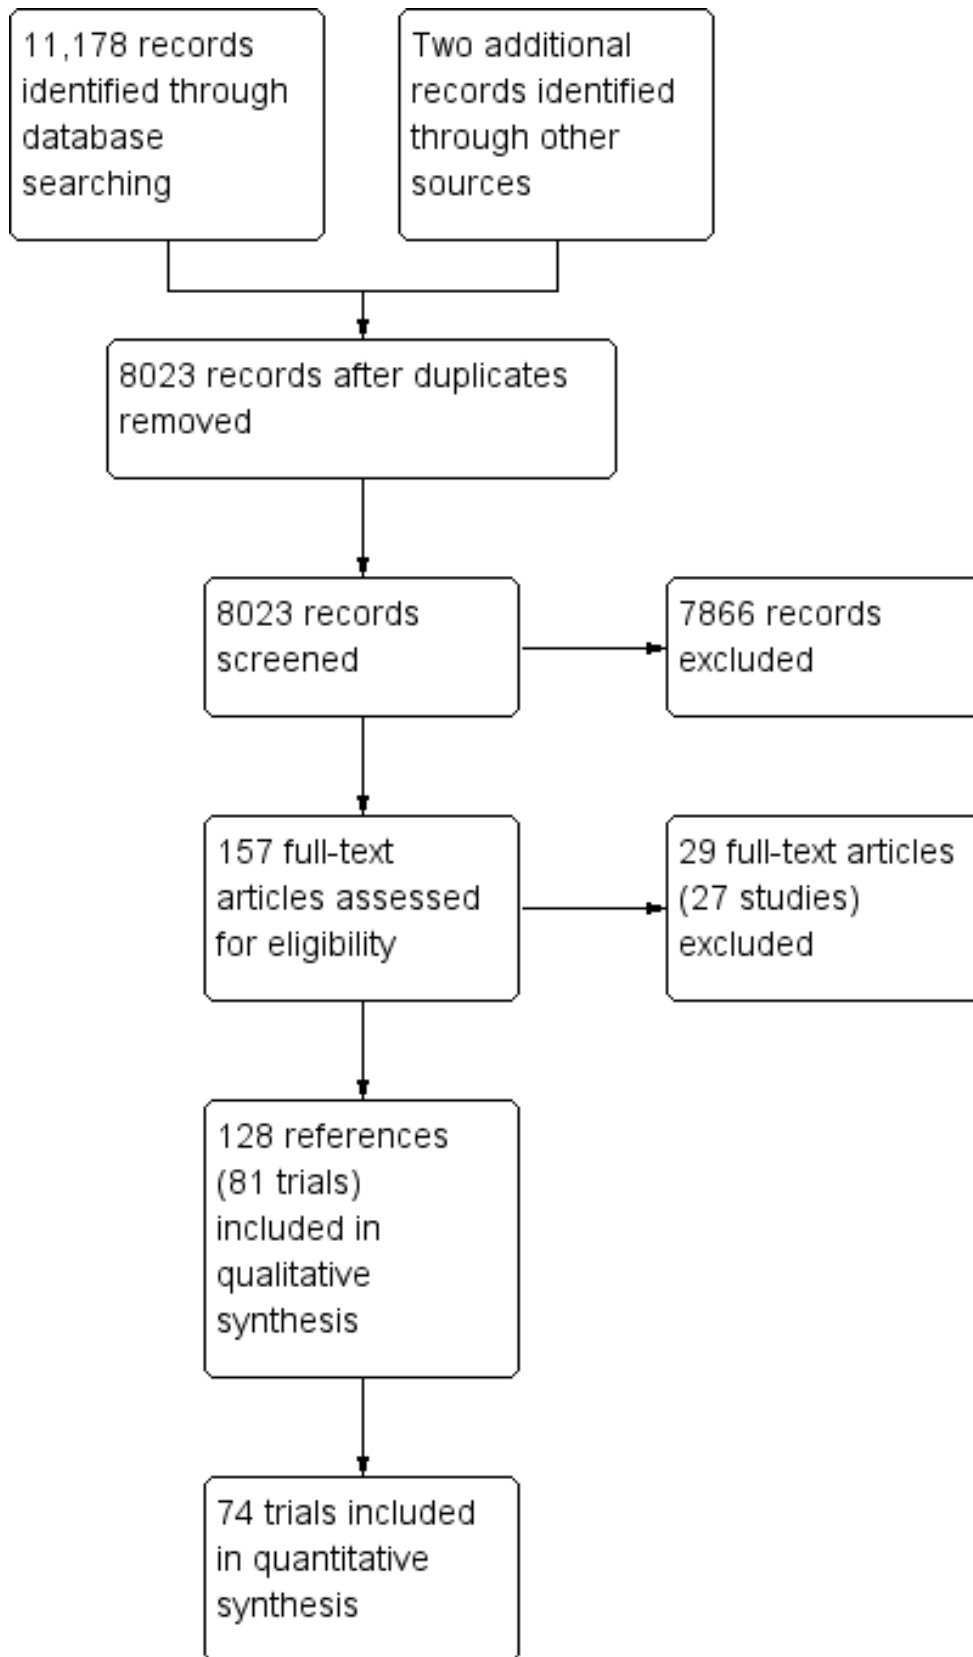 11,178 records
identified through
database
searching
Two additional
records identified
through other
sources
8023 records after duplicates
removed
8023 records
screened
7866 records
excluded
157 full-text
articles assessed
for eligibility
29 full-text articles
(27 studies)
excluded
128 references
(81 trials)
included in
qualitative
synthesis
74 trials included
in quantitative
synthesis